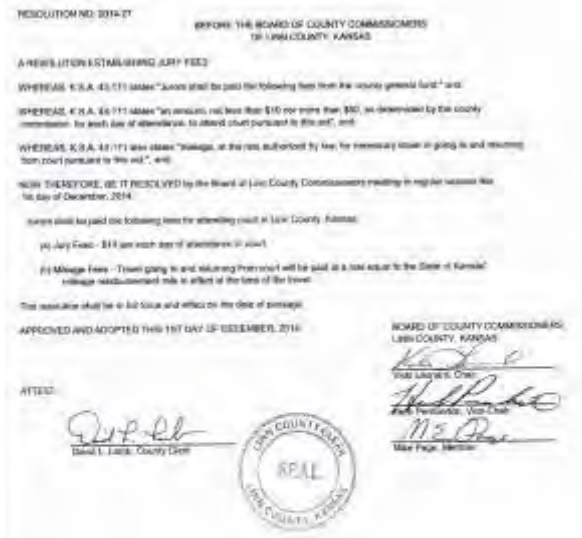 RESOLUTION NO: 2014-27
BEFORE THE BOARD OF COUNTY COMMISSIONERS
OF LINN COUNTY, KANSAS
A RESOLUTION ESTABLISHING JURY FEES
WHEREAS, K.S.A. 43-171 states "Jurors shall be paid the following fees from the county general fund:" and
WHEREAS, K.S.A. 43-171 states "an amount, not less than $10 nor more than $50, as determined by the county
commission, for each day of attendance, to attend court pursuant to this act", and
WHEREAS, K.S.A. 43-171 also states "mileage, at the rate authorized by law, for necessary travel in going to and returning
from court pursuant to this act.", and
NOW THEREFORE, BE IT RESOLVED by the Board of Linn County Commissioners meeting in regular session this
1st day of December, 2014:
Jurors shall be paid the following fees for attending court in Linn County, Kansas:
(a) Jury Fees - per each day of attendance in court
(b) Mileage Fees - Travel going to and returning from court will be paid at a rate equal to the State of Kansas'
mileage reimbursement rate in effect at the time of the travel.
This resolution shall be in full force and effect on the date of passage.
APPROVED AND ADOPTED THIS 1ST DAY OF DECEMBER, 2014
BOARD OF COUNTY COMMISSIONERS
LINN COUNTY, KANSAS
Vicki Leonard, Chair
Herb Pemberton, Vice-Chair
Mike Page, Member
ATTEST:
David L. Lamb, County Clerk
LINN COUNTY CLERK
SEAL
LINN COUNTY, KANSAS